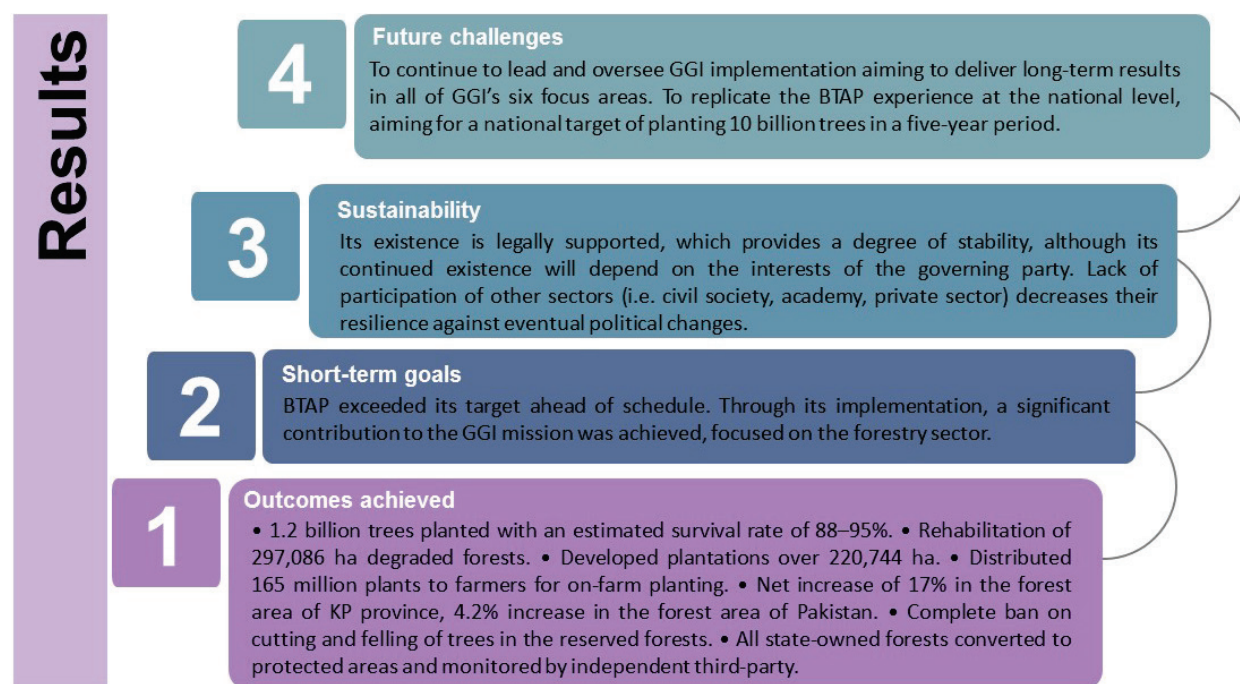 Results
4
Future challenges
To continue to lead and oversee GGI implementation aiming to deliver long-term results
in all of GGI’s six focus areas. To replicate the BTAP experience at the national level,
aiming for a national target of planting 10 billion trees in a five-year period.
3
Sustainability
Its existence is legally supported, which provides a degree of stability, although its
continued existence will depend on the interests of the governing party. Lack of
participation of other sectors (i.e. civil society, academy, private sector) decreases their
resilience against eventual political changes.
2
Short-term goals
BTAP exceeded its target ahead of schedule. Through its implementation, a significant
contribution to the GGI mission was achieved, focused on the forestry sector.
1
Outcomes achieved
• 1.2 billion trees planted with an estimated survival rate of 88–95%. • Rehabilitation of
297,086 ha degraded forests. • Developed plantations over 220,744 ha. • Distributed
165 million plants to farmers for on-farm planting. • Net increase of 17% in the forest
area of KP province, 4.2% increase in the forest area of Pakistan. • Complete ban on
cutting and felling of trees in the reserved forests. • All state-owned forests converted to
protected areas and monitored by independent third-party.